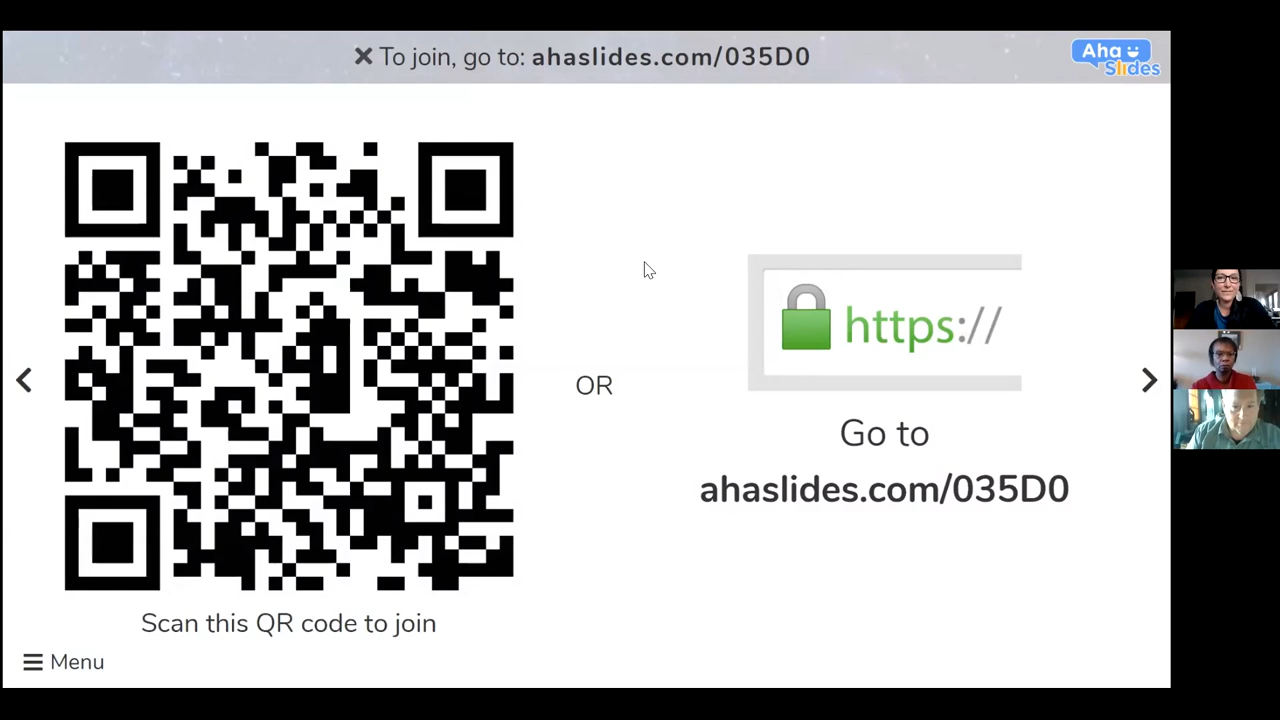 To join, go to: ahaslides.com/035D0
Aha
Slides
https://
OR
Go to
ahaslides.com/035D0
Scan this QR code to join
Menu